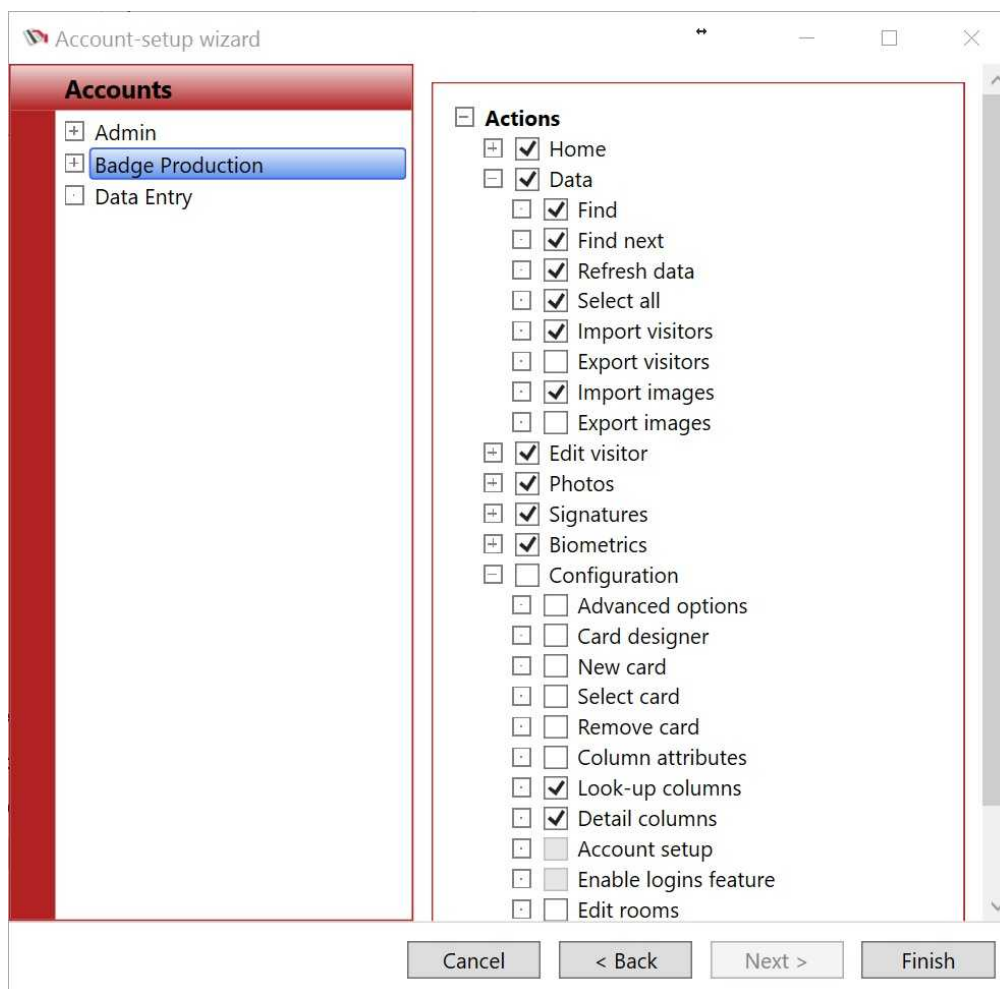 Account-setup wizard
Accounts
Admin
Badge Production
Data Entry
Actions
Home
Data
Find
Find next
Refresh data
Select all
Import visitors
Export visitors
Import images
Export images
Edit visitor
Photos
Signatures
Biometrics
Configuration
Advanced options
Card designer
New card
Select card
Remove card
Column attributes
Look-up columns
Detail columns
Account setup
Enable logins feature
Edit rooms
Cancel
< Back
Next >
Finish